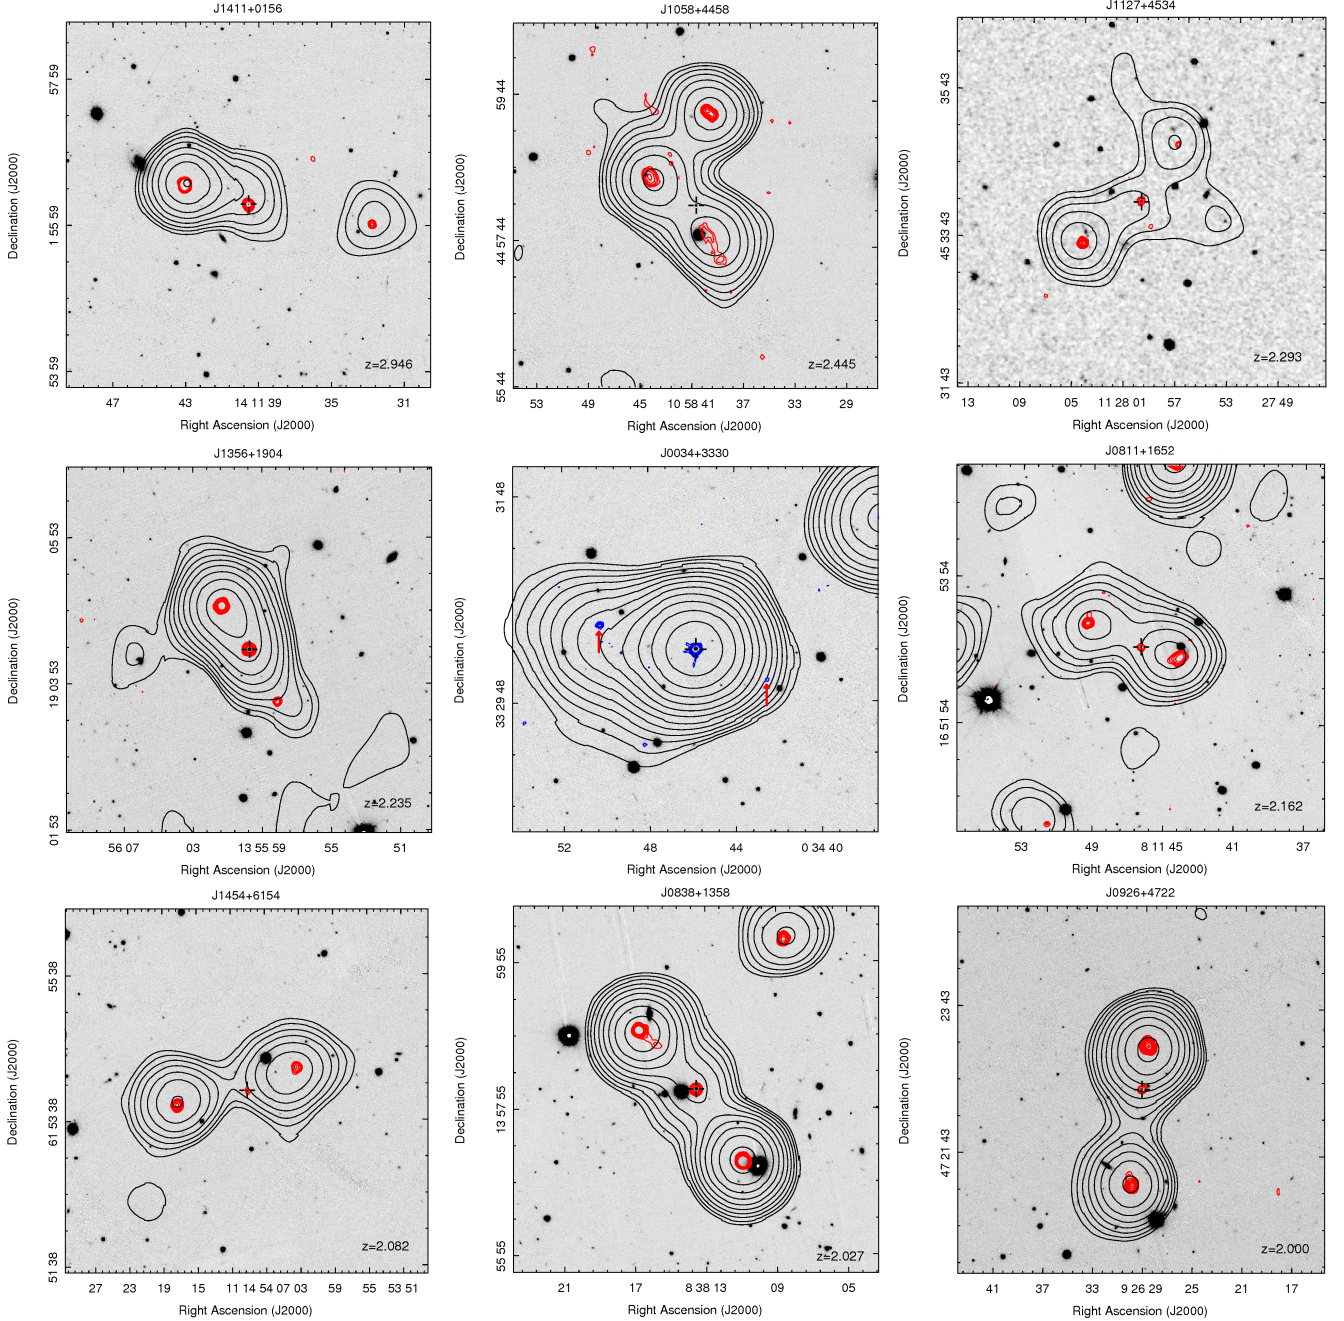 J1411+0156
J1058+4458
J1127+4534
Declination (J2000)
57 59
1 55 59
53 59
z=2.946
47 43 14 11 39 35 31
Right Ascension (J2000)
Declination (J2000)
59 44
44 57 44
55 44
z=2.445
53 49 45 10 58 41 37 33 29
Right Ascension (J2000)
Declination (J2000)
35 43
45 33 43
31 43
z=2.293
13 09 05 11 28 01 57 53 27 49
Right Ascension (J2000)
J1356+1904
J0034+3330
J0811+1652
Declination (J2000)
05 53
19 03 53
01 53
z=2.235
56 07 03 13 55 59 55 51
Right Ascension (J2000)
Declination (J2000)
31 48
33 29 48
52 48 44 0 34 40
Right Ascension (J2000)
Declination (J2000)
53 54
16 51 54
z=2.162
53 49 8 11 45 41 37
Right Ascension (J2000)
J1454+6154
J0838+1358
J0926+4722
Declination (J2000)
55 38
61 53 38
51 38
z=2.082
27 23 19 15 11 14 54 07 03 59 55 53 51
Right Ascension (J2000)
Declination (J2000)
59 55
13 57 55
55 55
z=2.027
21 17 8 38 13 09 05
Right Ascension (J2000)
Declination (J2000)
23 43
47 21 43
z=2.000
41 37 33 9 26 29 25 21 17
Right Ascension (J2000)